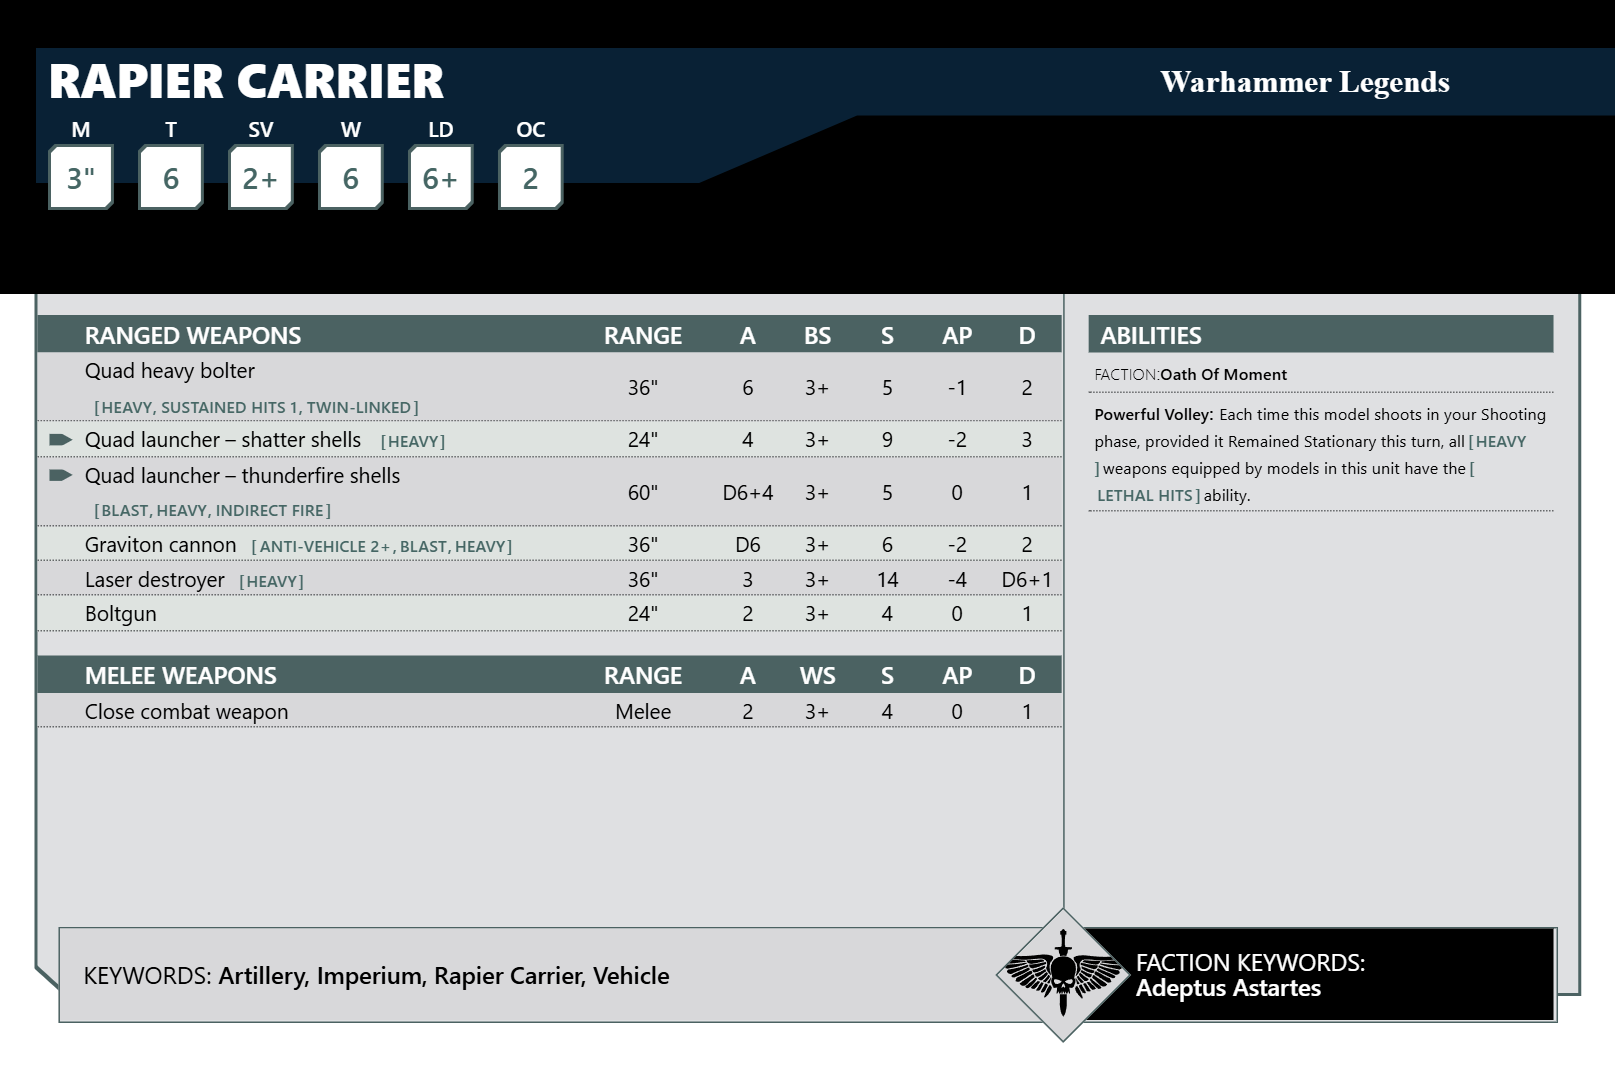 RAPIER CARRIER
Warhammer Legends
M T SV W LD OC
3" 6 2+ 6 6+ 2
RANGED WEAPONS RANGE A BS S AP D
Quad heavy bolter
[HEAVY, SUSTAINED HITS 1, TWIN-LINKED] 36" 6 3+ 5 -1 2
Quad launcher – shatter shells [HEAVY] 24" 4 3+ 9 -2 3
Quad launcher – thunderfire shells
[BLAST, HEAVY, INDIRECT FIRE] 60" D6+4 3+ 5 0 1
Graviton cannon [ANTI-VEHICLE 2+, BLAST, HEAVY] 36" D6 3+ 6 -2 2
Laser destroyer [HEAVY] 36" 3 3+ 14 -4 D6+1
Boltgun 24" 2 3+ 4 0 1
MELEE WEAPONS RANGE A WS S AP D
Close combat weapon Melee 2 3+ 4 0 1
ABILITIES
FACTION:Oath Of Moment
Powerful Volley: Each time this model shoots in your Shooting
phase, provided it Remained Stationary this turn, all [HEAVY
] weapons equipped by models in this unit have the [
LETHAL HITS] ability.
KEYWORDS: Artillery, Imperium, Rapier Carrier, Vehicle
FACTION KEYWORDS:
Adeptus Astartes